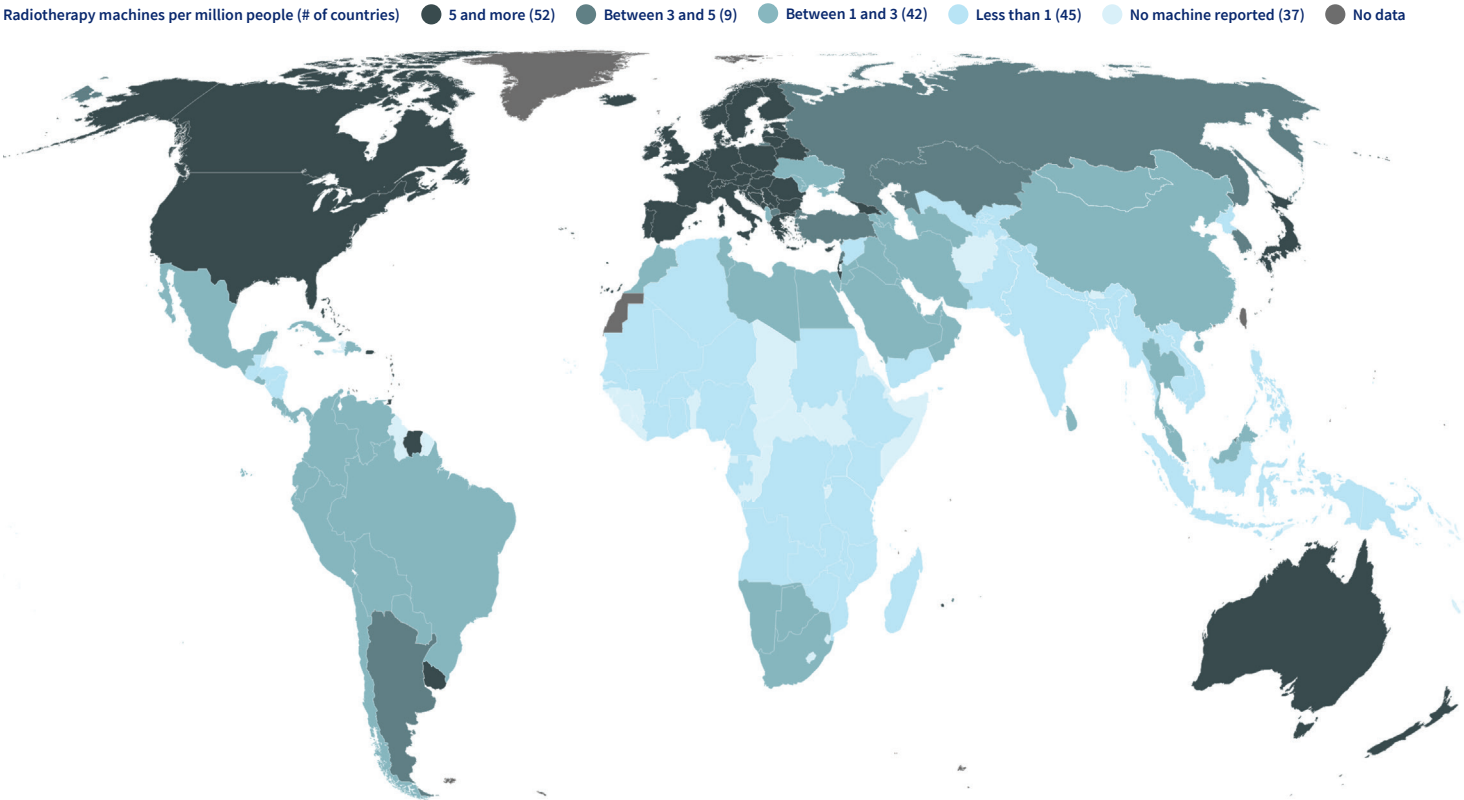 Radiotherapy machines per million people (# of countries) 5 and more (52) Between 3 and 5 (9) Between 1 and 3 (42) Less than 1 (45) No machine reported (37) No data